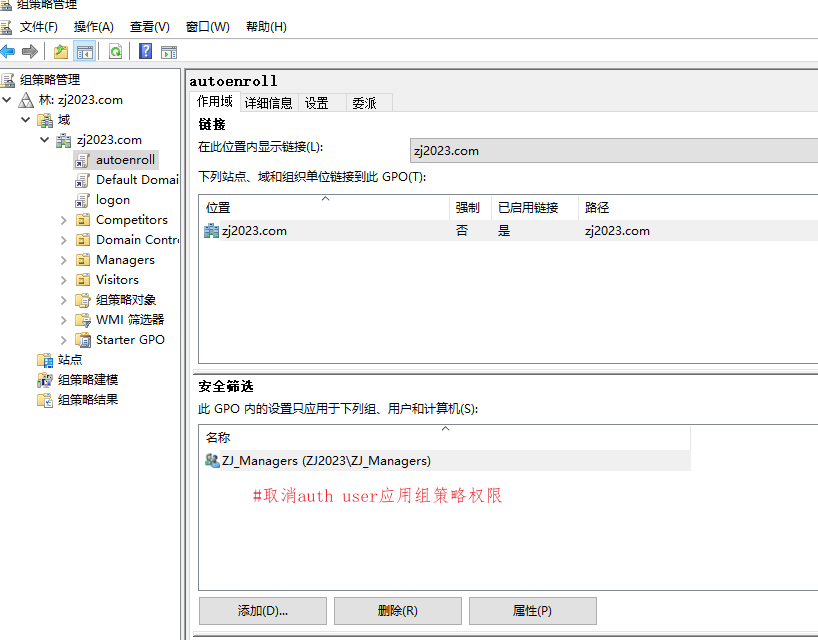 组策略管理
文件(F) 操作(A) 查看(V) 窗口(W) 帮助(H)
组策略管理
林: zj2023.com
域
zj2023.com
autoenroll
Default Domai
logon
Competitors
Domain Contr
Managers
Visitors
组策略对象
WMI 筛选器
Starter GPO
站点
组策略建模
组策略结果
autoenroll
作用域 详细信息 设置 委派
链接
在此位置内显示链接(L): zj2023.com
下列站点、域和组织单位链接到此 GPO(T):
位置 强制 已启用链接 路径
zj2023.com 否 是 zj2023.com
安全筛选
此 GPO 内的设置只应用于下列组、用户和计算机(S):
名称
ZJ_Managers (ZJ2023\ZJ_Managers)
#取消auth user应用组策略权限
添加(D)... 删除(R) 属性(P)